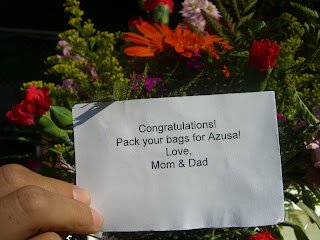 Congratulations!
Pack your bags for Azusa!
Love,
Mom & Dad